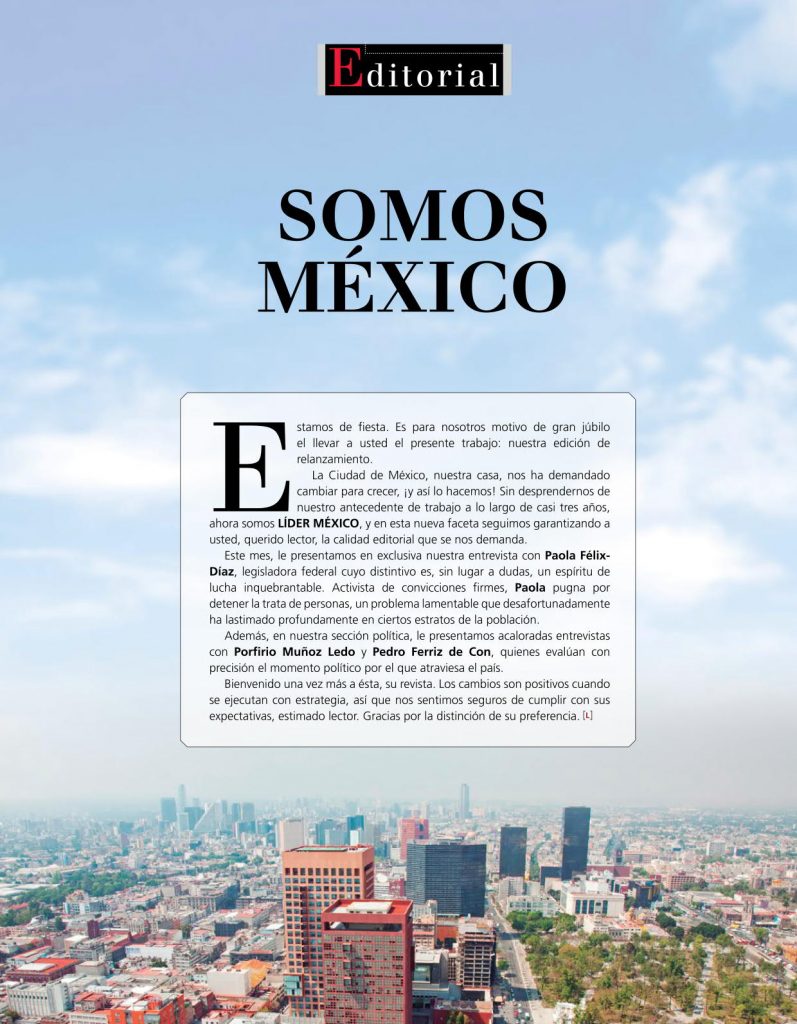 Editorial
SOMOS
MÉXICO
Estamos de fiesta. Es para nosotros motivo de gran júbilo
el llevar a usted el presente trabajo: nuestra edición de
relanzamiento.
La Ciudad de México, nuestra casa, nos ha demandado
cambiar para crecer, ¡y así lo hacemos! Sin desprendernos de
nuestro antecedente de trabajo a lo largo de casi tres años,
ahora somos LÍDER MÉXICO, y en esta nueva faceta seguimos garantizando a
usted, querido lector, la calidad editorial que se nos demanda.
Este mes, le presentamos en exclusiva nuestra entrevista con Paola Félix-
Díaz, legisladora federal cuyo distintivo es, sin lugar a dudas, un espíritu de
lucha inquebrantable. Activista de convicciones firmes, Paola pugna por
detener la trata de personas, un problema lamentable que desafortunadamente
ha lastimado profundamente en ciertos estratos de la población.
Además, en nuestra sección política, le presentamos acaloradas entrevistas
con Porfirio Muñoz Ledo y Pedro Ferriz de Con, quienes evalúan con
precisión el momento político por el que atraviesa el país.
Bienvenido una vez más a ésta, su revista. Los cambios son positivos cuando
se ejecutan con estrategia, así que nos sentimos seguros de cumplir con sus
expectativas, estimado lector. Gracias por la distinción de su preferencia. [L]